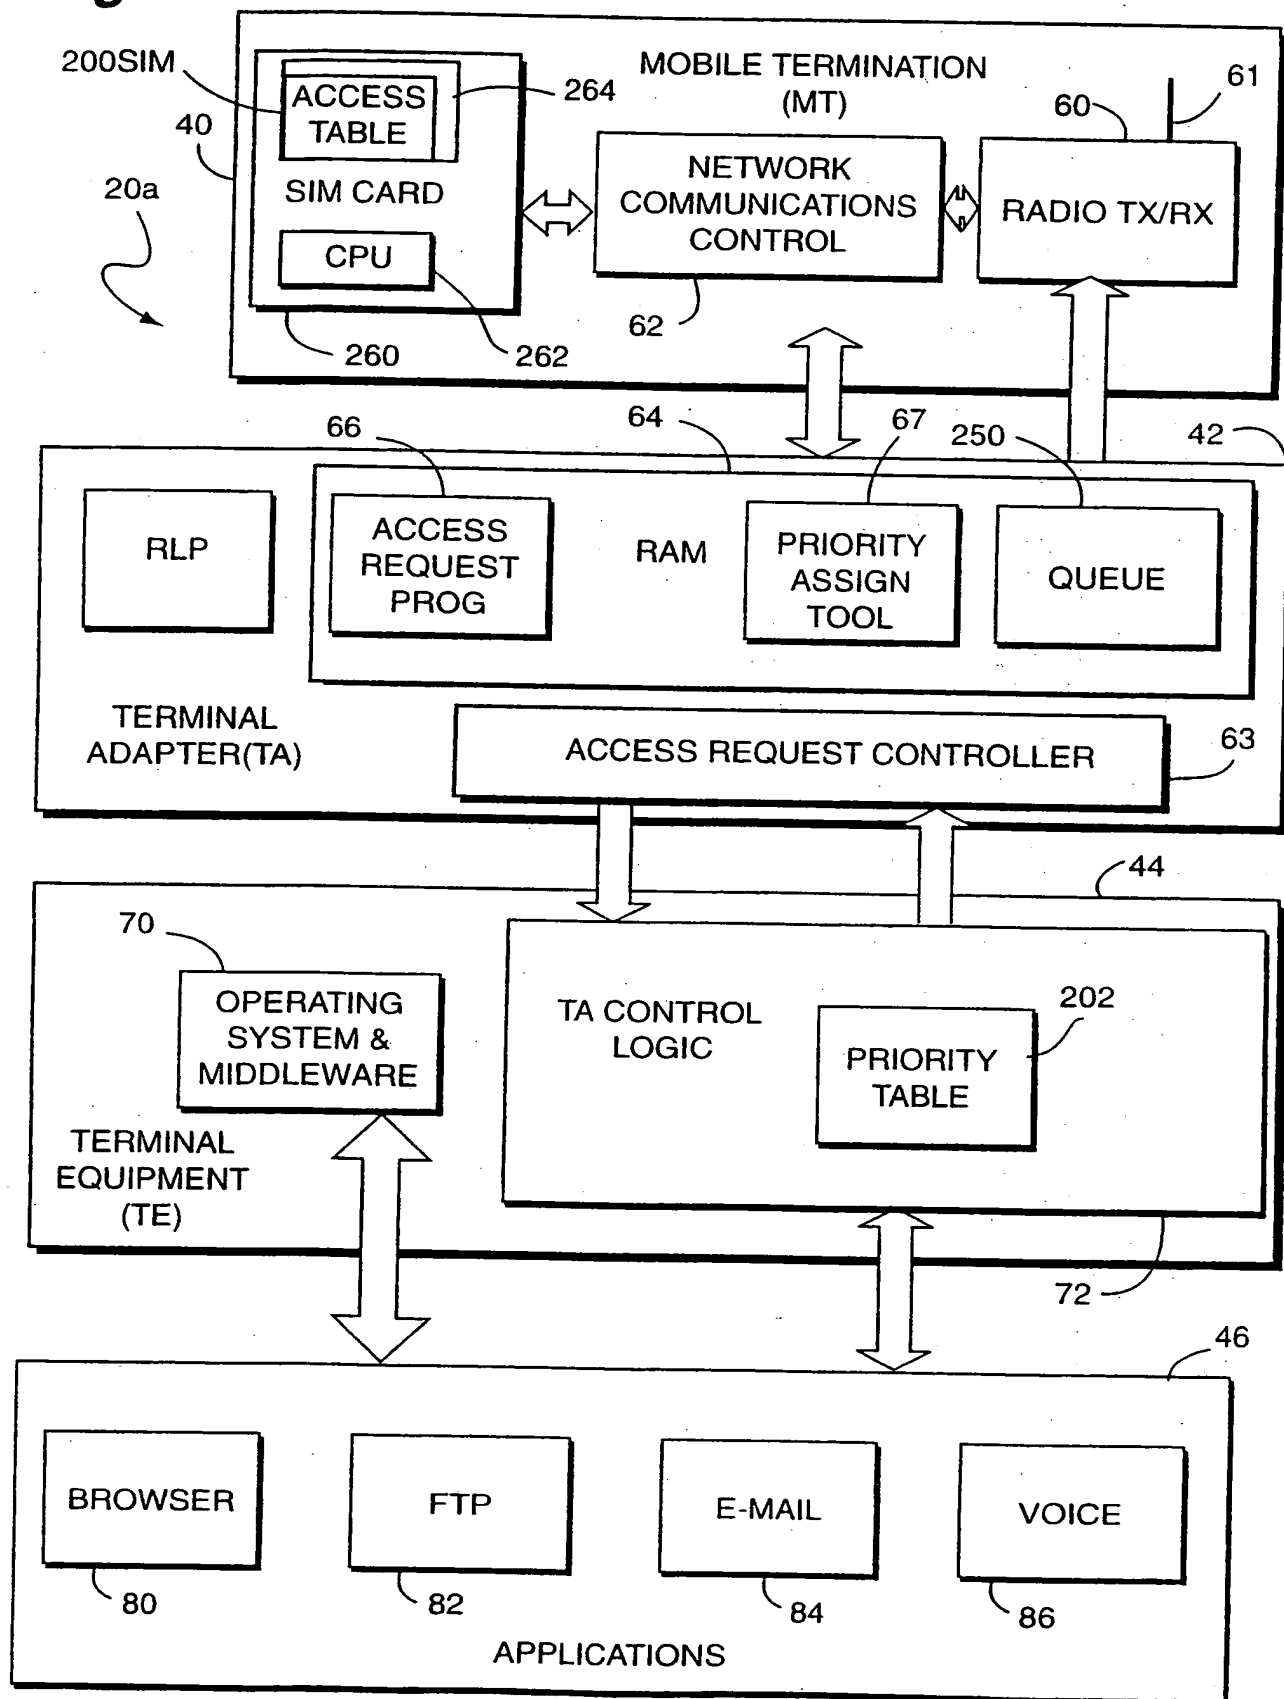 g
MOBILE TERMINATION
(MT)
200SIM
ACCESS
TABLE
264
61
60
40
20a
SIM CARD
CPU
NETWORK
COMMUNICATIONS
CONTROL
RADIO TX/RX
62
260
262
66
64
67
250
42
RLP
ACCESS
REQUEST
PROG
RAM
PRIORITY
ASSIGN
TOOL
QUEUE
TERMINAL
ADAPTER(TA)
ACCESS REQUEST CONTROLLER
63
44
70
OPERATING
SYSTEM &
MIDDLEWARE
TA CONTROL
LOGIC
202
PRIORITY
TABLE
TERMINAL
EQUIPMENT
(TE)
72
46
BROWSER
FTP
E-MAIL
VOICE
80
82
84
86
APPLICATIONS